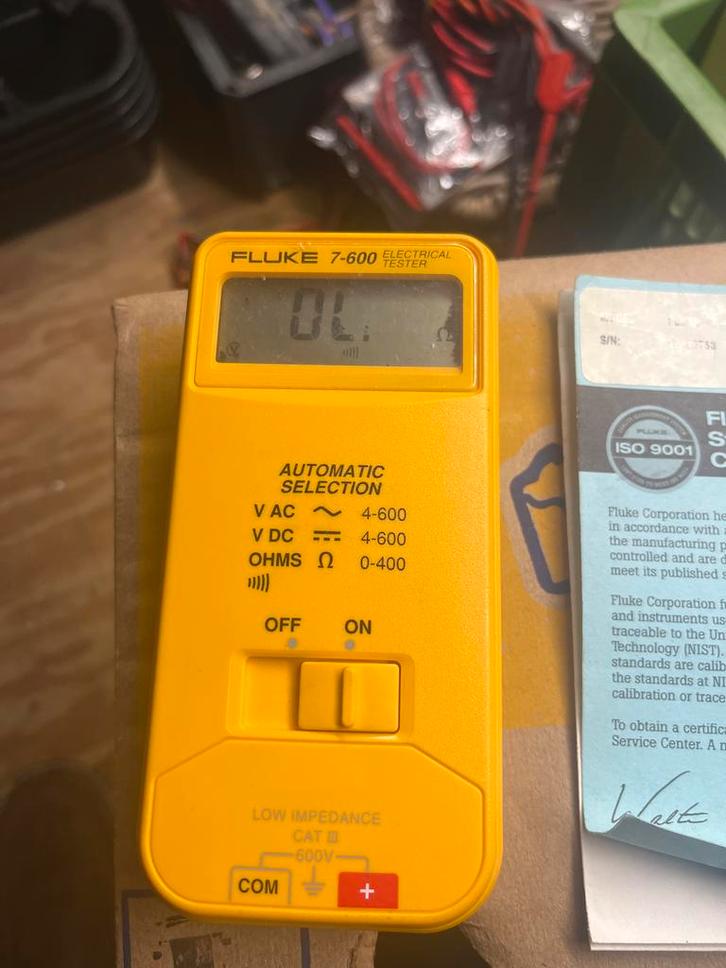 FLUKE 7-600 ELECTRICAL TESTER
OL.
Ω
AUTOMATIC
SELECTION
V AC 4-600
V DC 4-600
OHMS Ω 0-400
OFF ON
LOW IMPEDANCE
CAT III
600V
COM +
S/N:
FLUKE
ISO 9001
Fl
S
C
Fluke Corporation he
in accordance with
the manufacturing p
controlled and are d
meet its published
Fluke Corporation
and instruments us
traceable to the Un
Technology (NIST).
standards are calib
the standards at NI
calibration or trace
To obtain a certifica
Service Center. A n